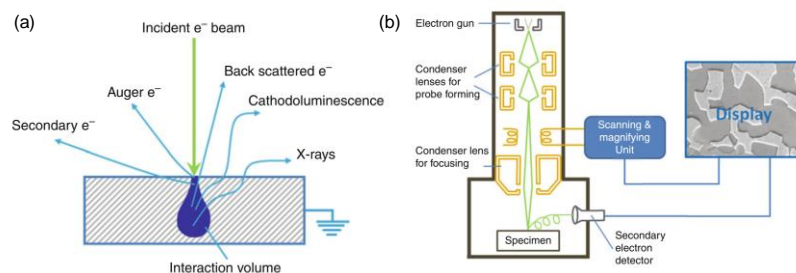 (a)
Incident e⁻ beam
Back scattered e⁻
Auger e⁻
Cathodoluminescence
Secondary e⁻
X-rays
Interaction volume
(b)
Electron gun
Condenser
lenses for
probe forming
Condenser lens
for focusing
Scanning &
magnifying
Unit
Display
Specimen
Secondary
electron
detector